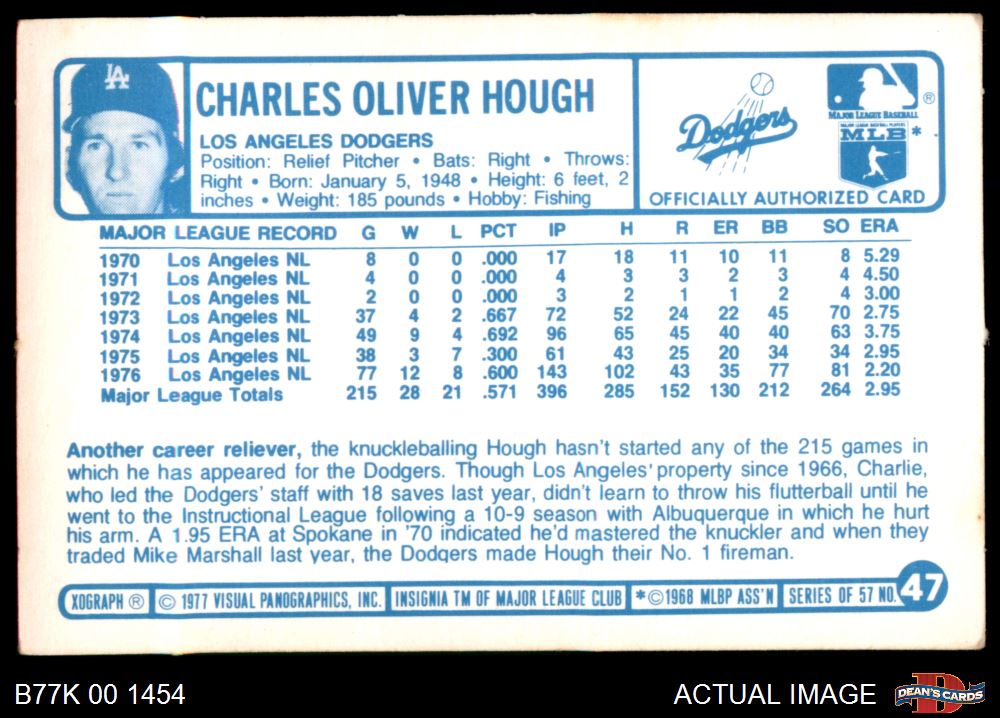 LA
CHARLES OLIVER HOUGH
LOS ANGELES DODGERS
Position: Relief Pitcher • Bats: Right • Throws:
Right • Born: January 5, 1948 • Height: 6 feet, 2
inches • Weight: 185 pounds • Hobby: Fishing
Dodgers
MAJOR LEAGUE BASEBALL
®
MAJOR LEAGUE BASEBALL PLAYERS
MLB *
OFFICIALLY AUTHORIZED CARD
MAJOR LEAGUE RECORD G W L PCT IP H R ER BB SO ERA
1970 Los Angeles NL 8 0 0 .000 17 18 11 10 11 8 5.29
1971 Los Angeles NL 4 0 0 .000 4 3 3 2 3 4 4.50
1972 Los Angeles NL 2 0 0 .000 3 2 1 1 2 4 3.00
1973 Los Angeles NL 37 4 2 .667 72 52 24 22 45 70 2.75
1974 Los Angeles NL 49 9 4 .692 96 65 45 40 40 63 3.75
1975 Los Angeles NL 38 3 7 .300 61 43 25 20 34 34 2.95
1976 Los Angeles NL 77 12 8 .600 143 102 43 35 77 81 2.20
Major League Totals 215 28 21 .571 396 285 152 130 212 264 2.95
Another career reliever, the knuckleballing Hough hasn't started any of the 215 games in
which he has appeared for the Dodgers. Though Los Angeles' property since 1966, Charlie,
who led the Dodgers' staff with 18 saves last year, didn't learn to throw his flutterball until he
went to the Instructional League following a 10-9 season with Albuquerque in which he hurt
his arm. A 1.95 ERA at Spokane in '70 indicated he'd mastered the knuckler and when they
traded Mike Marshall last year, the Dodgers made Hough their No. 1 fireman.
XOGRAPH ® © 1977 VISUAL PANOGRAPHICS, INC. INSIGNIA TM OF MAJOR LEAGUE CLUB *©1968 MLBP ASS'N SERIES OF 57 NO. 47
B77K 00 1454
ACTUAL IMAGE
D
DEAN'S CARDS